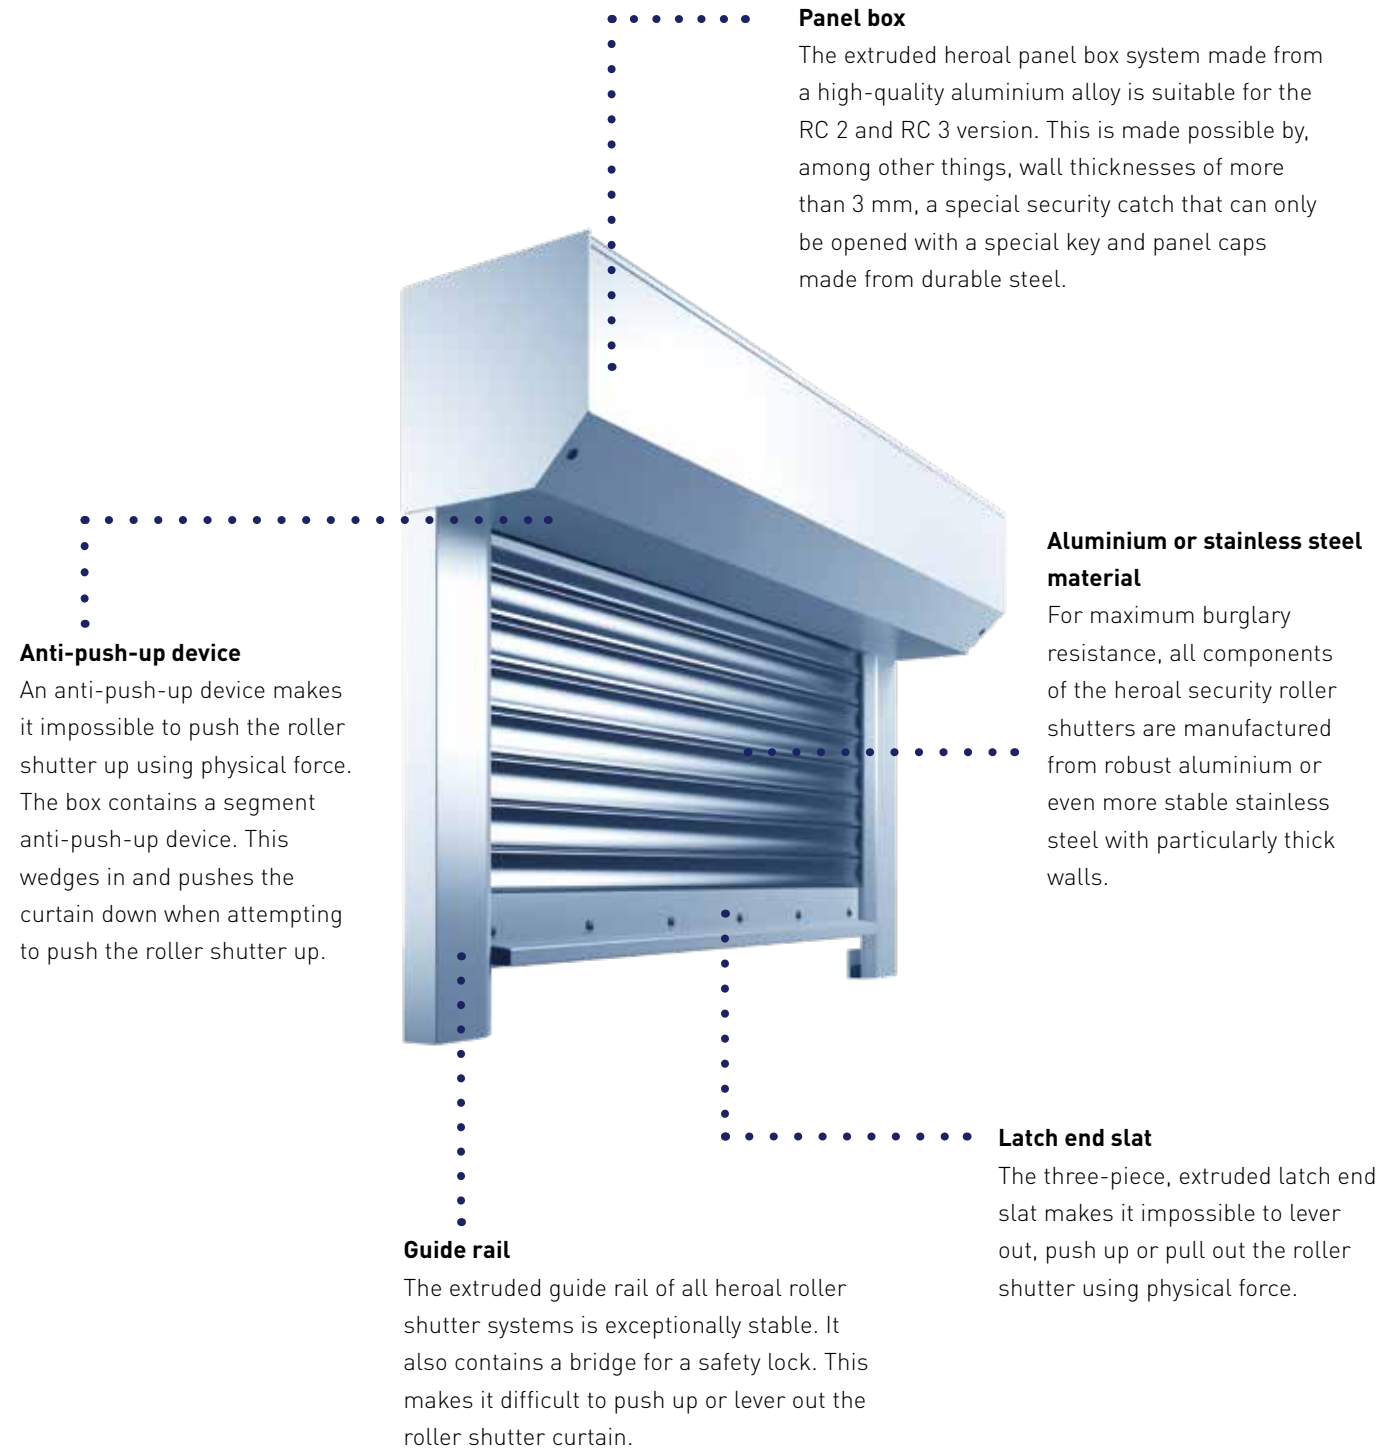 Panel box
The extruded heroal panel box system made from
a high-quality aluminium alloy is suitable for the
RC 2 and RC 3 version. This is made possible by,
among other things, wall thicknesses of more
than 3 mm, a special security catch that can only
be opened with a special key and panel caps
made from durable steel.
Aluminium or stainless steel
material
For maximum burglary
resistance, all components
of the heroal security roller
shutters are manufactured
from robust aluminium or
even more stable stainless
steel with particularly thick
walls.
Anti-push-up device
An anti-push-up device makes
it impossible to push the roller
shutter up using physical force.
The box contains a segment
anti-push-up device. This
wedges in and pushes the
curtain down when attempting
to push the roller shutter up.
Latch end slat
The three-piece, extruded latch end
slat makes it impossible to lever
out, push up or pull out the roller
shutter using physical force.
Guide rail
The extruded guide rail of all heroal roller
shutter systems is exceptionally stable. It
also contains a bridge for a safety lock. This
makes it difficult to push up or lever out the
roller shutter curtain.